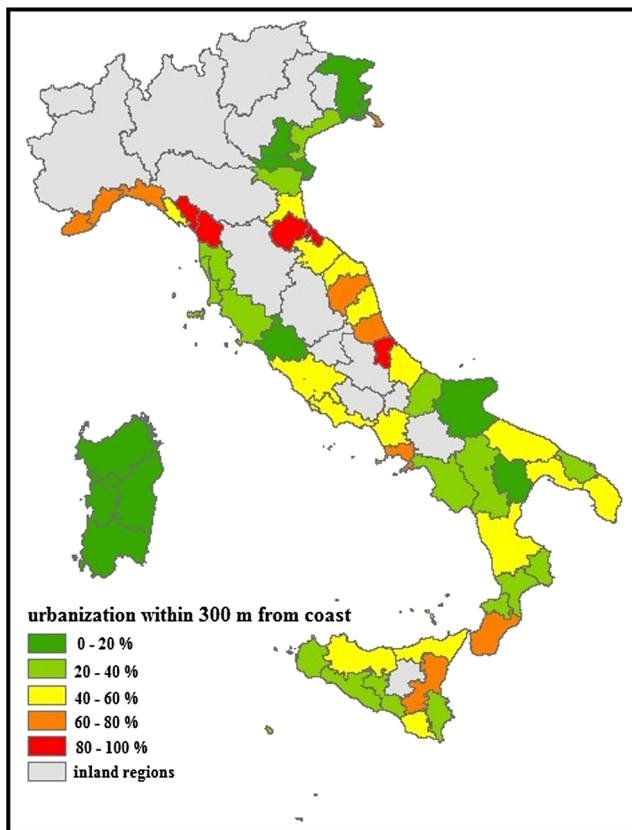 urbanization within 300 m from coast
0 - 20 %
20 - 40 %
40 - 60 %
60 - 80 %
80 - 100 %
inland regions